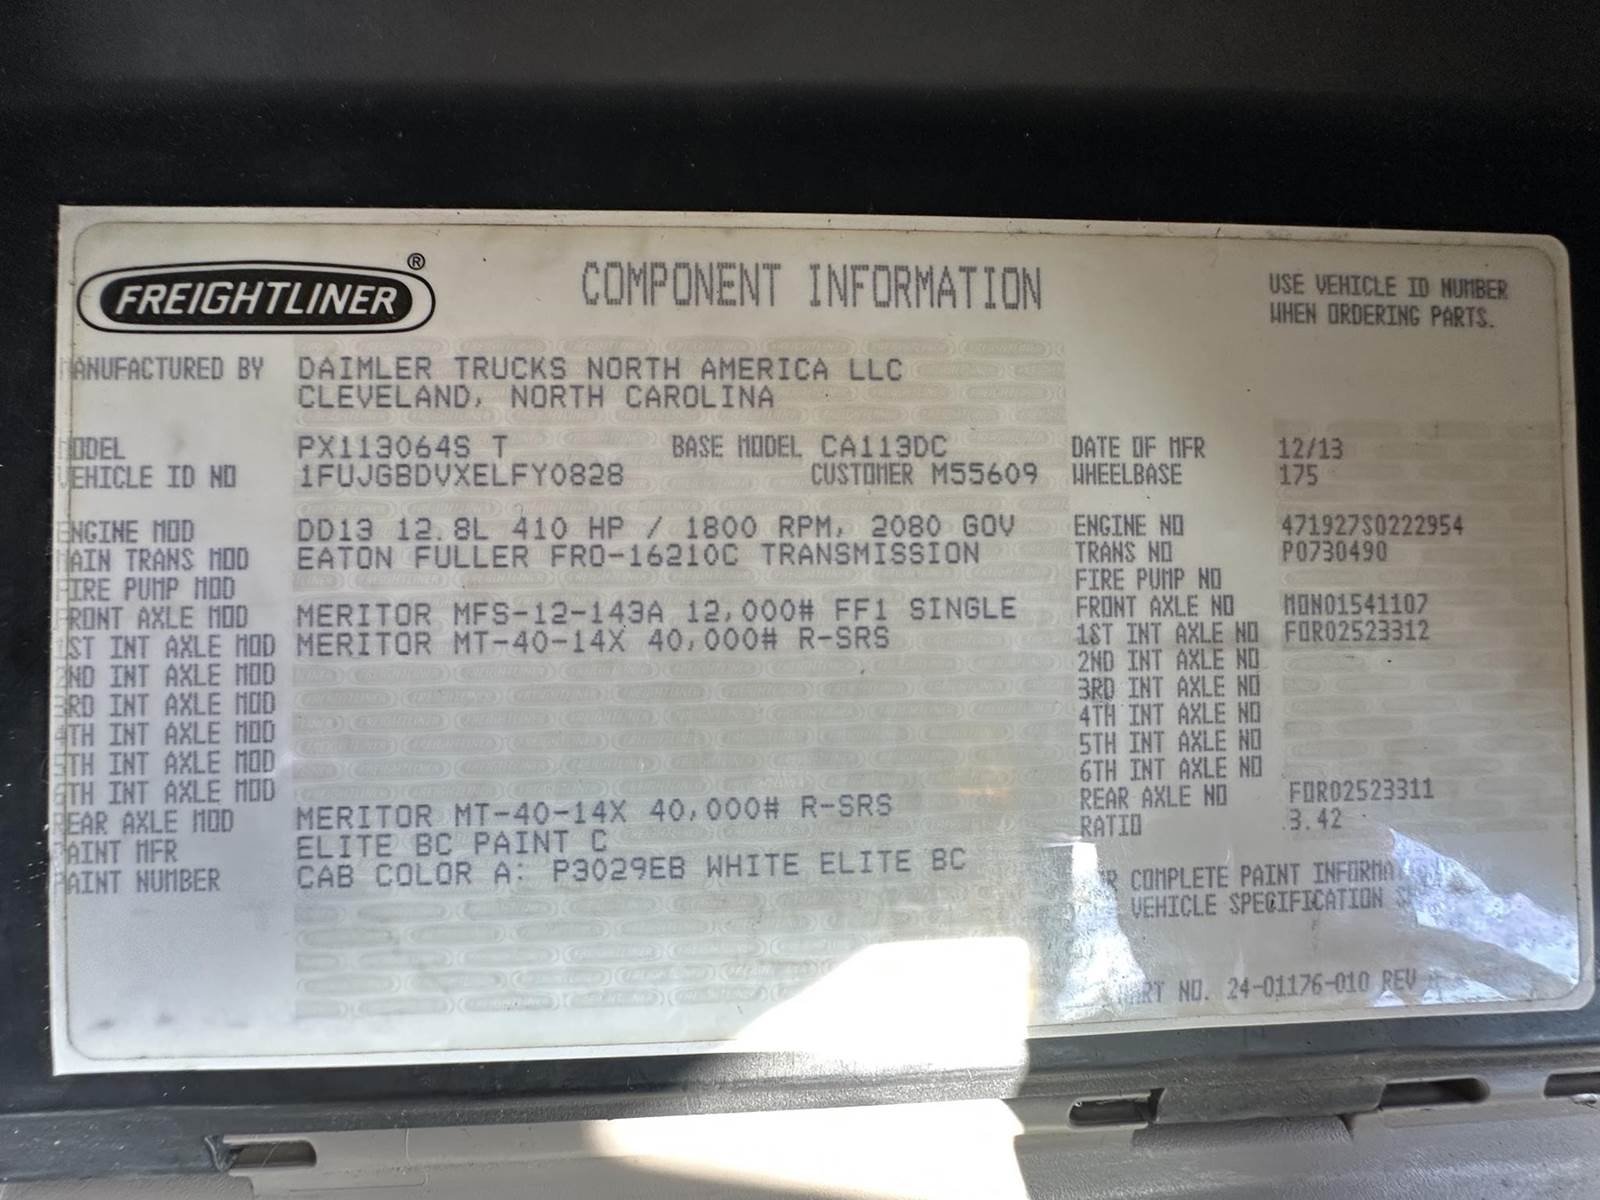 FREIGHTLINER®
COMPONENT INFORMATION
USE VEHICLE ID NUMBER
WHEN ORDERING PARTS.
MANUFACTURED BY DAIMLER TRUCKS NORTH AMERICA LLC
CLEVELAND, NORTH CAROLINA
MODEL PX113064S T BASE MODEL CA113DC DATE OF MFR 12/13
VEHICLE ID NO 1FUJGBDVXELFY0828 CUSTOMER M55609 WHEELBASE 175
ENGINE MOD DD13 12.8L 410 HP / 1800 RPM, 2080 GOV ENGINE NO 471927S0222954
MAIN TRANS MOD EATON FULLER FRO-16210C TRANSMISSION TRANS NO P0730490
FIRE PUMP MOD FIRE PUMP NO
FRONT AXLE MOD MERITOR MFS-12-143A 12,000# FF1 SINGLE FRONT AXLE NO MON01541107
1ST INT AXLE MOD MERITOR MT-40-14X 40,000# R-SRS 1ST INT AXLE NO FOR02523312
2ND INT AXLE MOD 2ND INT AXLE NO
3RD INT AXLE MOD 3RD INT AXLE NO
4TH INT AXLE MOD 4TH INT AXLE NO
5TH INT AXLE MOD 5TH INT AXLE NO
6TH INT AXLE MOD 6TH INT AXLE NO
REAR AXLE MOD MERITOR MT-40-14X 40,000# R-SRS REAR AXLE NO FOR02523311
PAINT MFR ELITE BC PAINT C RATIO 3.42
PAINT NUMBER CAB COLOR A: P3029EB WHITE ELITE BC
COMPLETE PAINT
VEHICLE SPECIFICATION
PART NO. 24-01176-010 REV